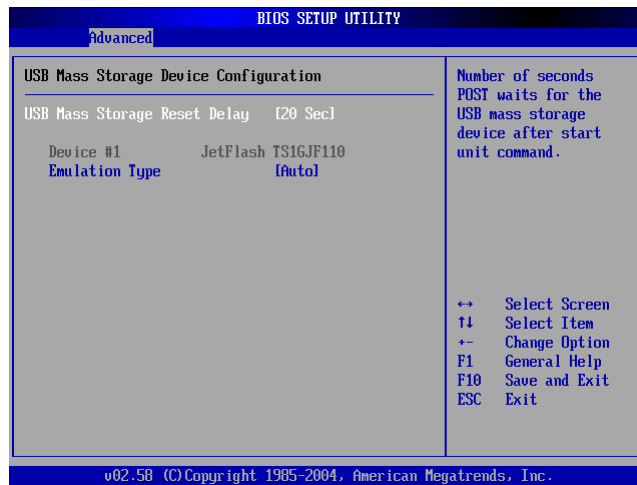 BIOS SETUP UTILITY
Advanced
USB Mass Storage Device Configuration
USB Mass Storage Reset Delay [20 Sec]
Device #1 JetFlash TS1GJF110
Emulation Type [Auto]
Number of seconds
POST waits for the
USB mass storage
device after start
unit command.
↔ Select Screen
↑↓ Select Item
+- Change Option
F1 General Help
F10 Save and Exit
ESC Exit
v02.58 (C)Copyright 1985-2004, American Megatrends, Inc.